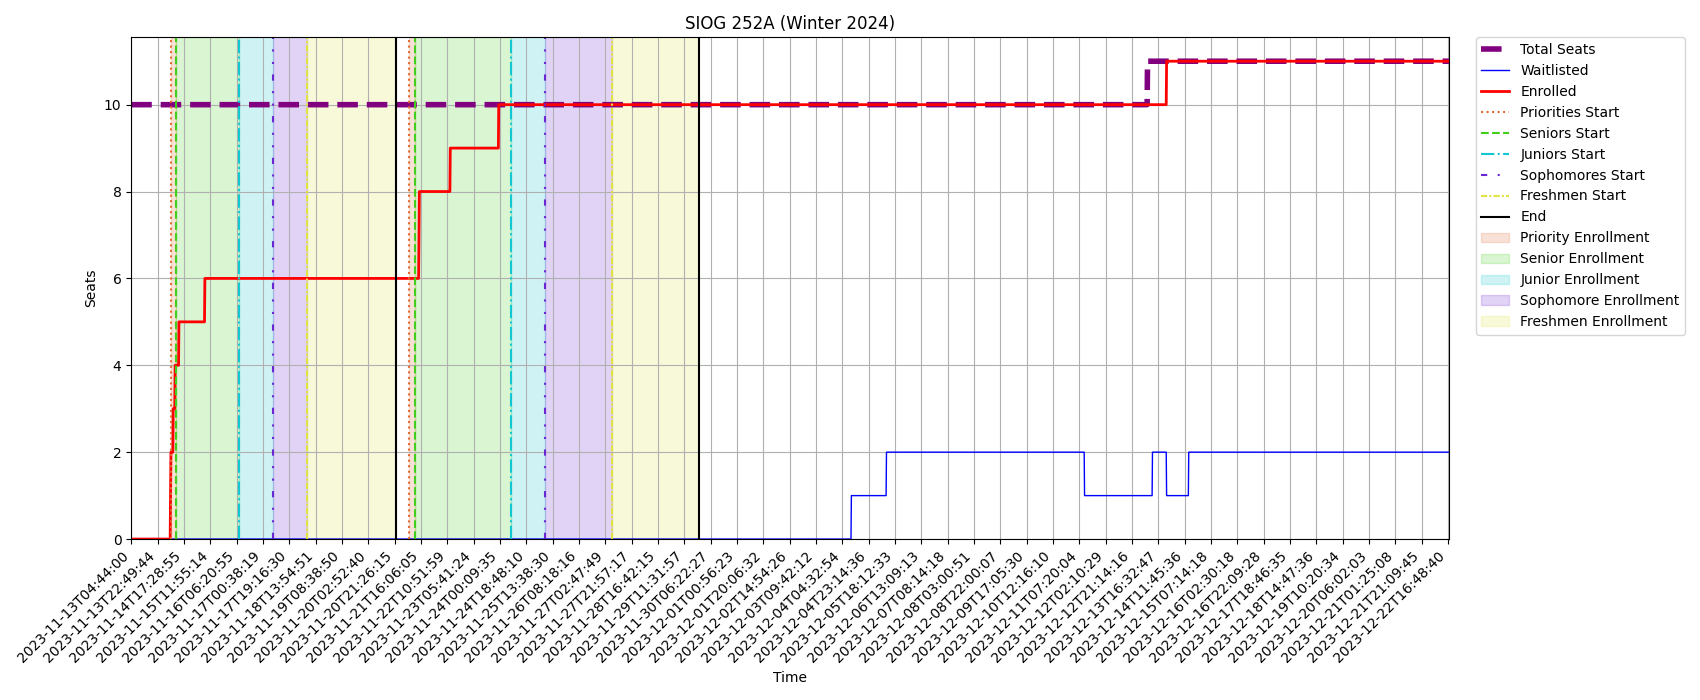 SIOG 252A (Winter 2024)
Seats
10
8
6
4
2
0
2023-11-13T04:44:00
2023-11-13T22:49:44
2023-11-14T17:28:55
2023-11-15T11:55:14
2023-11-16T06:20:55
2023-11-17T00:38:19
2023-11-17T19:16:30
2023-11-18T13:54:51
2023-11-19T08:38:50
2023-11-20T02:52:40
2023-11-20T21:26:15
2023-11-21T16:06:05
2023-11-22T10:51:59
2023-11-23T05:41:24
2023-11-24T00:09:35
2023-11-24T18:48:10
2023-11-25T13:38:30
2023-11-26T08:18:16
2023-11-27T02:47:49
2023-11-27T21:57:17
2023-11-28T16:42:15
2023-11-29T11:31:57
2023-11-30T06:22:27
2023-12-01T00:56:23
2023-12-01T20:06:32
2023-12-02T14:54:26
2023-12-03T09:42:12
2023-12-04T04:32:54
2023-12-04T23:14:36
2023-12-05T18:12:33
2023-12-06T13:09:13
2023-12-07T08:14:18
2023-12-08T03:00:51
2023-12-08T22:00:07
2023-12-09T17:05:30
2023-12-10T12:16:10
2023-12-11T07:20:04
2023-12-12T02:10:29
2023-12-12T21:14:16
2023-12-13T16:32:47
2023-12-14T11:45:36
2023-12-15T07:14:18
2023-12-16T02:30:18
2023-12-16T22:09:28
2023-12-17T18:46:35
2023-12-18T14:47:36
2023-12-19T10:20:34
2023-12-20T06:02:03
2023-12-21T01:25:08
2023-12-21T21:09:45
2023-12-22T16:48:40
Time
Total Seats
Waitlisted
Enrolled
Priorities Start
Seniors Start
Juniors Start
Sophomores Start
Freshmen Start
End
Priority Enrollment
Senior Enrollment
Junior Enrollment
Sophomore Enrollment
Freshmen Enrollment